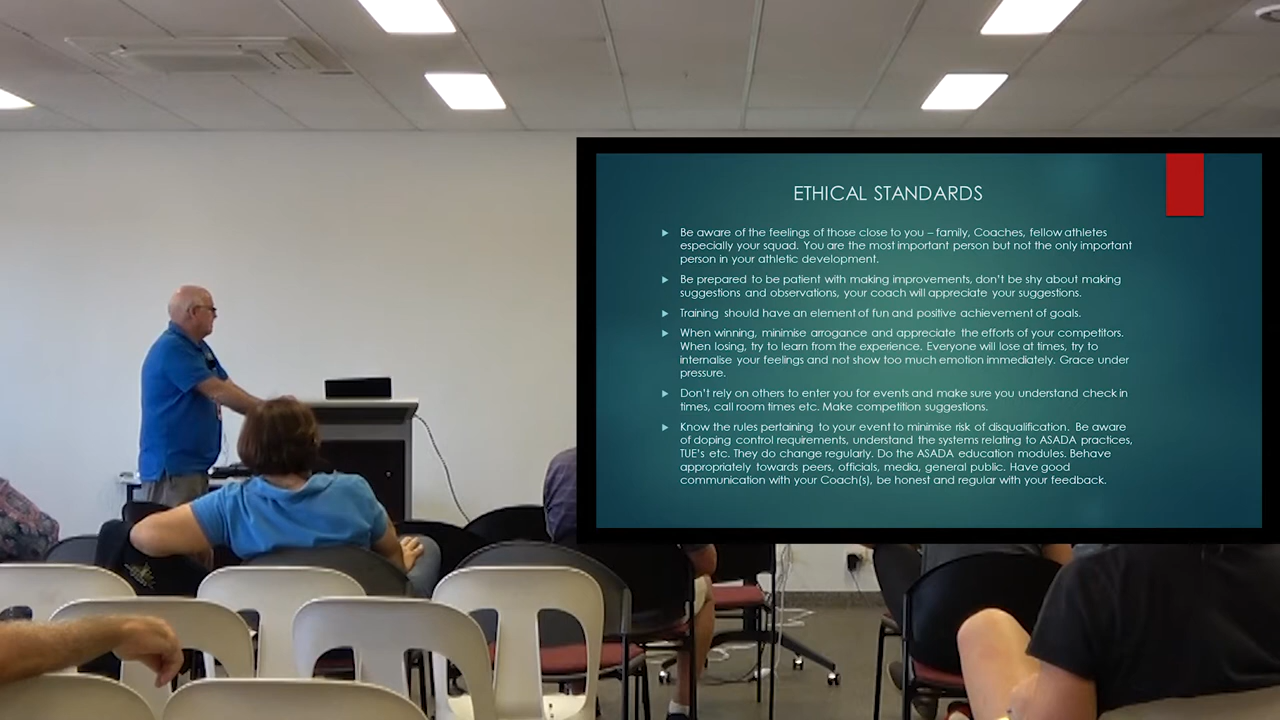 ETHICAL STANDARDS
Be aware of the feelings of those close to you – family, Coaches, fellow athletes
especially your squad. You are the most important person but not the only important
person in your athletic development.
Be prepared to be patient with making improvements, don't be shy about making
suggestions and observations, your coach will appreciate your suggestions.
Training should have an element of fun and positive achievement of goals.
When winning, minimise arrogance and appreciate the efforts of your competitors.
When losing, try to learn from the experience. Everyone will lose at times, try to
internalise your feelings and not show too much emotion immediately. Grace under
pressure.
Don't rely on others to enter you for events and make sure you understand check in
times, call room times etc. Make competition suggestions.
Know the rules pertaining to your event to minimise risk of disqualification. Be aware
of doping control requirements, understand the systems relating to ASADA practices,
TUE's etc. They do change regularly. Do the ASADA education modules. Behave
appropriately towards peers, officials, media, general public. Have good
communication with your Coach(s), be honest and regular with your feedback.